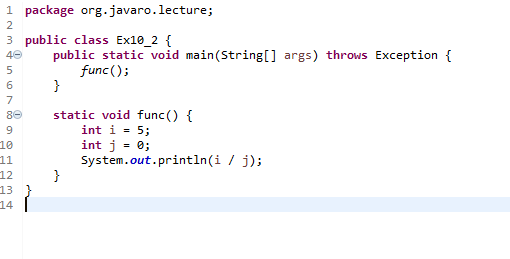 1 package org.javaro.lecture;
2
3 public class Ex10_2 {
4 public static void main(String[] args) throws Exception {
5 func();
6 }
7
8 static void func() {
9 int i = 5;
10 int j = 0;
11 System.out.println(i / j);
12 }
13 }
14